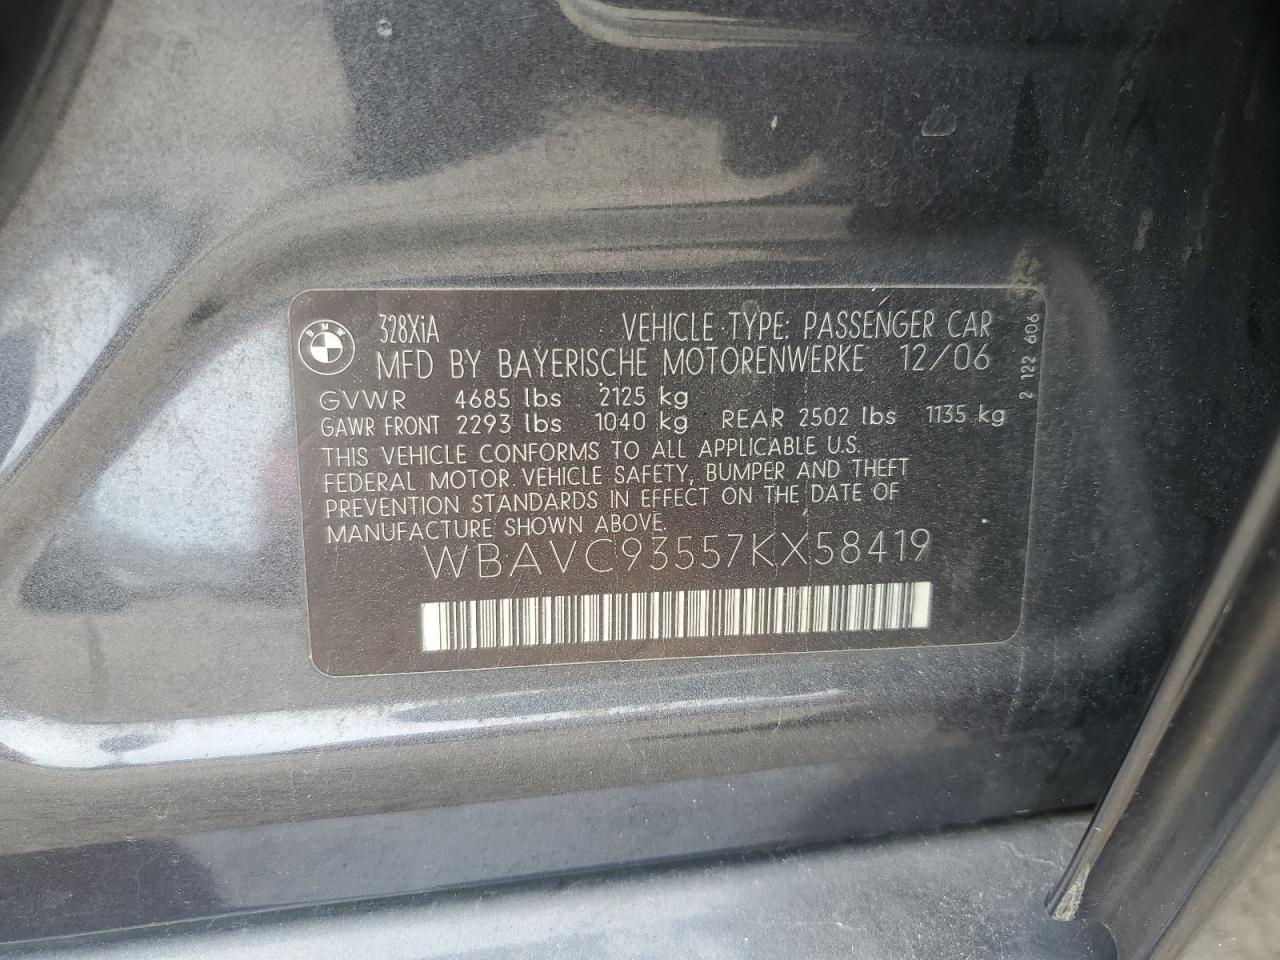 BMW
328XiA VEHICLE TYPE: PASSENGER CAR
MFD BY BAYERISCHE MOTORENWERKE 12/06
GVWR 4685 lbs 2125 kg
GAWR FRONT 2293 lbs 1040 kg REAR 2502 lbs 1135 kg
THIS VEHICLE CONFORMS TO ALL APPLICABLE U.S.
FEDERAL MOTOR VEHICLE SAFETY, BUMPER AND THEFT
PREVENTION STANDARDS IN EFFECT ON THE DATE OF
MANUFACTURE SHOWN ABOVE.
WBAVC93557KX58419
2 122 606